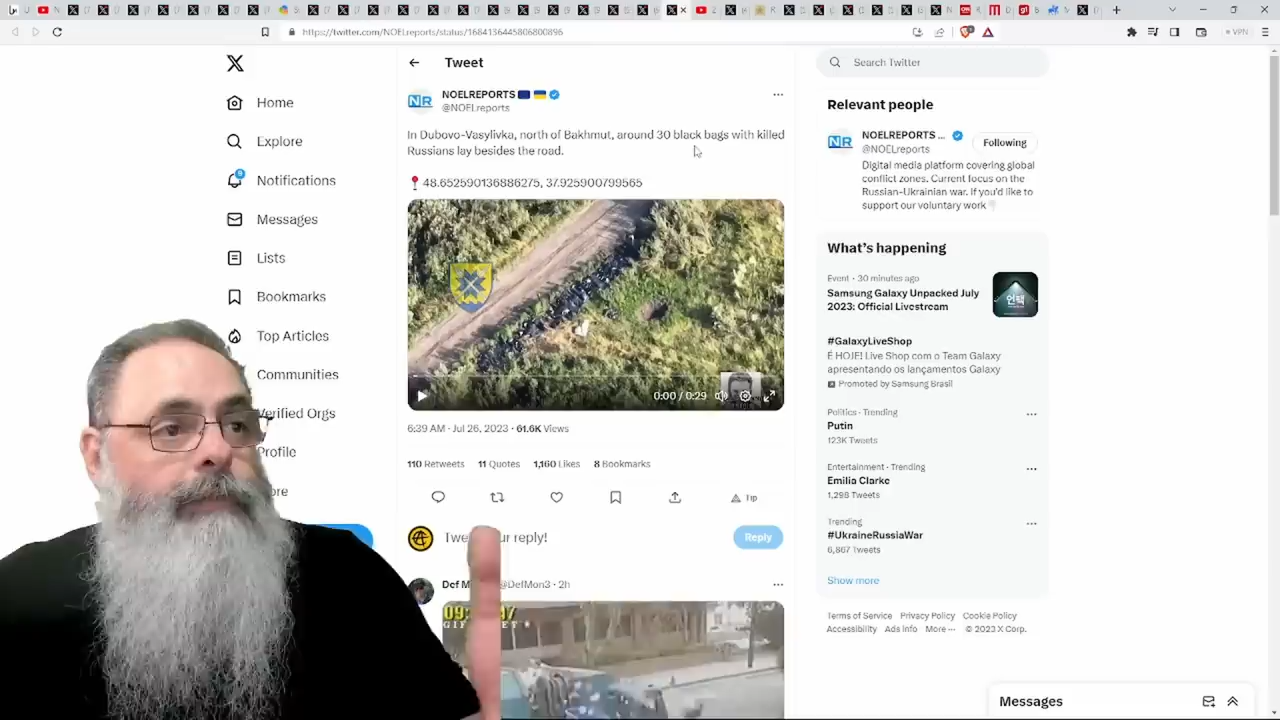 https://twitter.com/NOELreports/status/1684136445806800896
VPN
Home
Explore
9
Notifications
Messages
Lists
Bookmarks
Top Articles
Communities
Verified Orgs
Profile
Tweet
NOELREPORTS
@NOELreports
In Dubovo-Vasylivka, north of Bakhmut, around 30 black bags with killed
Russians lay besides the road.
48.652590136886275, 37.925900799565
0:00 / 0:29
6:39 AM · Jul 26, 2023 · 61.6K Views
110 Retweets 11 Quotes 1,160 Likes 8 Bookmarks
Tip
Reply
@DefMon3 · 2h
Search Twitter
Relevant people
NR
NOELREPORTS ...
@NOELreports
Following
Digital media platform covering global
conflict zones. Current focus on the
Russian-Ukrainian war. If you'd like to
support our voluntary work
What's happening
Event · 30 minutes ago
Samsung Galaxy Unpacked July
2023: Official Livestream
언팩
#GalaxyLiveShop
É HOJE! Live Shop com o Team Galaxy
apresentando os lançamentos Galaxy
Promoted by Samsung Brasil
Politics · Trending
Putin
123K Tweets
Entertainment · Trending
Emilia Clarke
1,298 Tweets
Trending
#UkraineRussiaWar
6,867 Tweets
Show more
Terms of Service Privacy Policy Cookie Policy
Accessibility Ads info More ··· © 2023 X Corp.
Messages